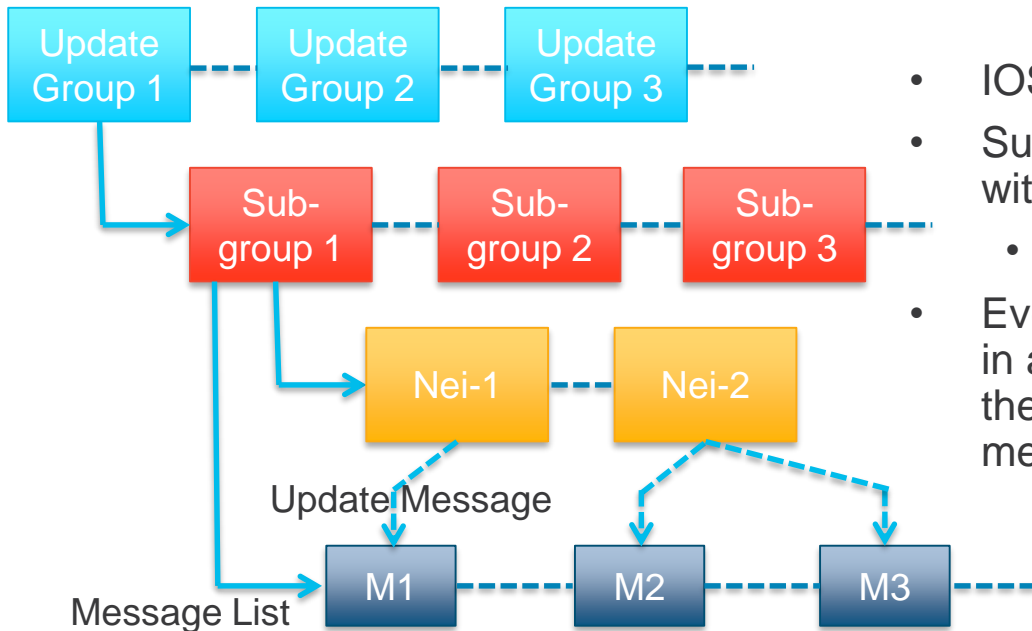 Update
Group 1
Update
Group 2
Update
Group 3
Sub-
group 1
Sub-
group 2
Sub-
group 3
Nei-1
Nei-2
Update Message
M1
M2
M3
Message List
• IOS
• Su
wit
•
• Ev
in a
the
me